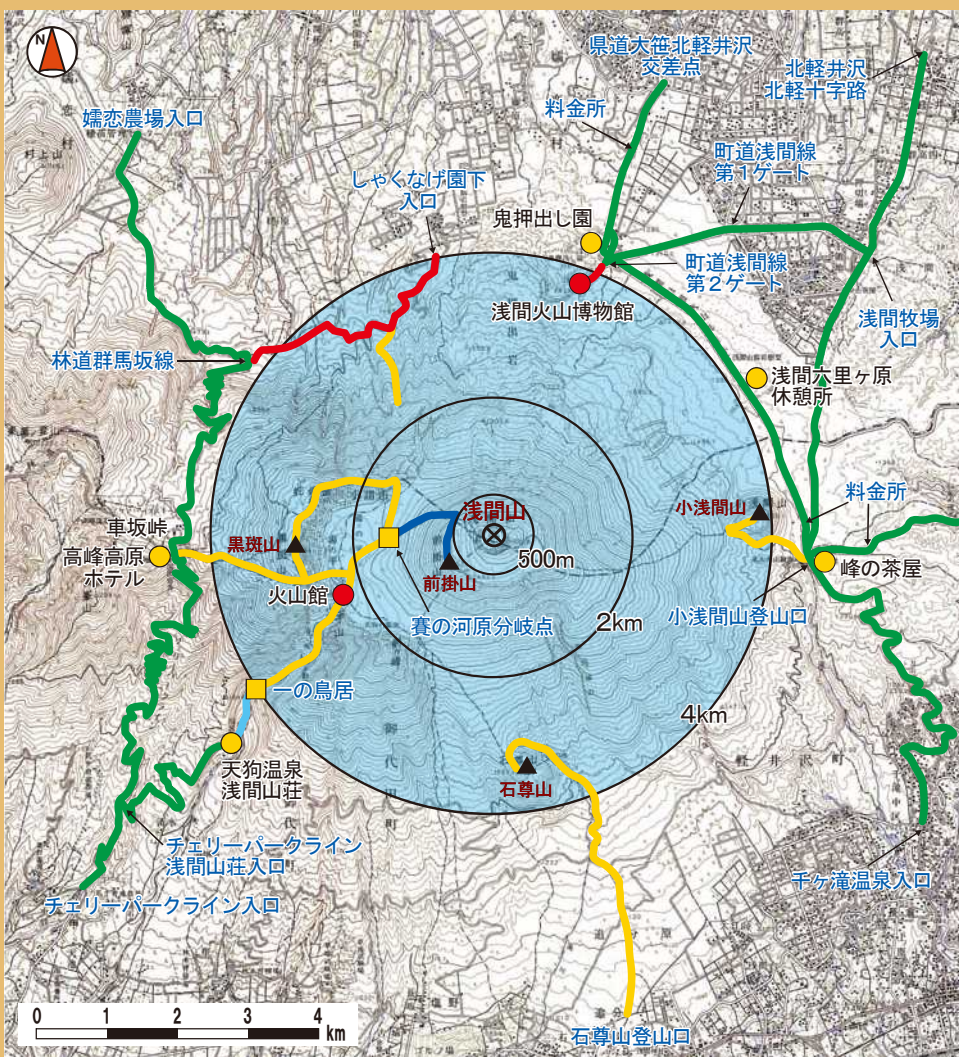 N
県道大笹北軽井沢
交差点
北軽井沢
北軽十字路
嬬恋農場入口
料金所
町道浅間線
第1ゲート
しゃくなげ園下
入口
鬼押出し園
町道浅間線
第2ゲート
浅間火山博物館
浅間牧場
入口
林道群馬坂線
浅間六里ヶ原
休憩所
料金所
小浅間山
浅間山
車坂峠
高峰高原
ホテル
黒斑山
500m
前掛山
峰の茶屋
火山館
賽の河原分岐点
2km
小浅間山登山口
一の鳥居
4km
軽井沢町
御代田町
天狗温泉
浅間山荘
石尊山
チェリーパークライン
浅間山荘入口
千ヶ滝温泉入口
チェリーパークライン入口
0 1 2 3 4
km
石尊山登山口